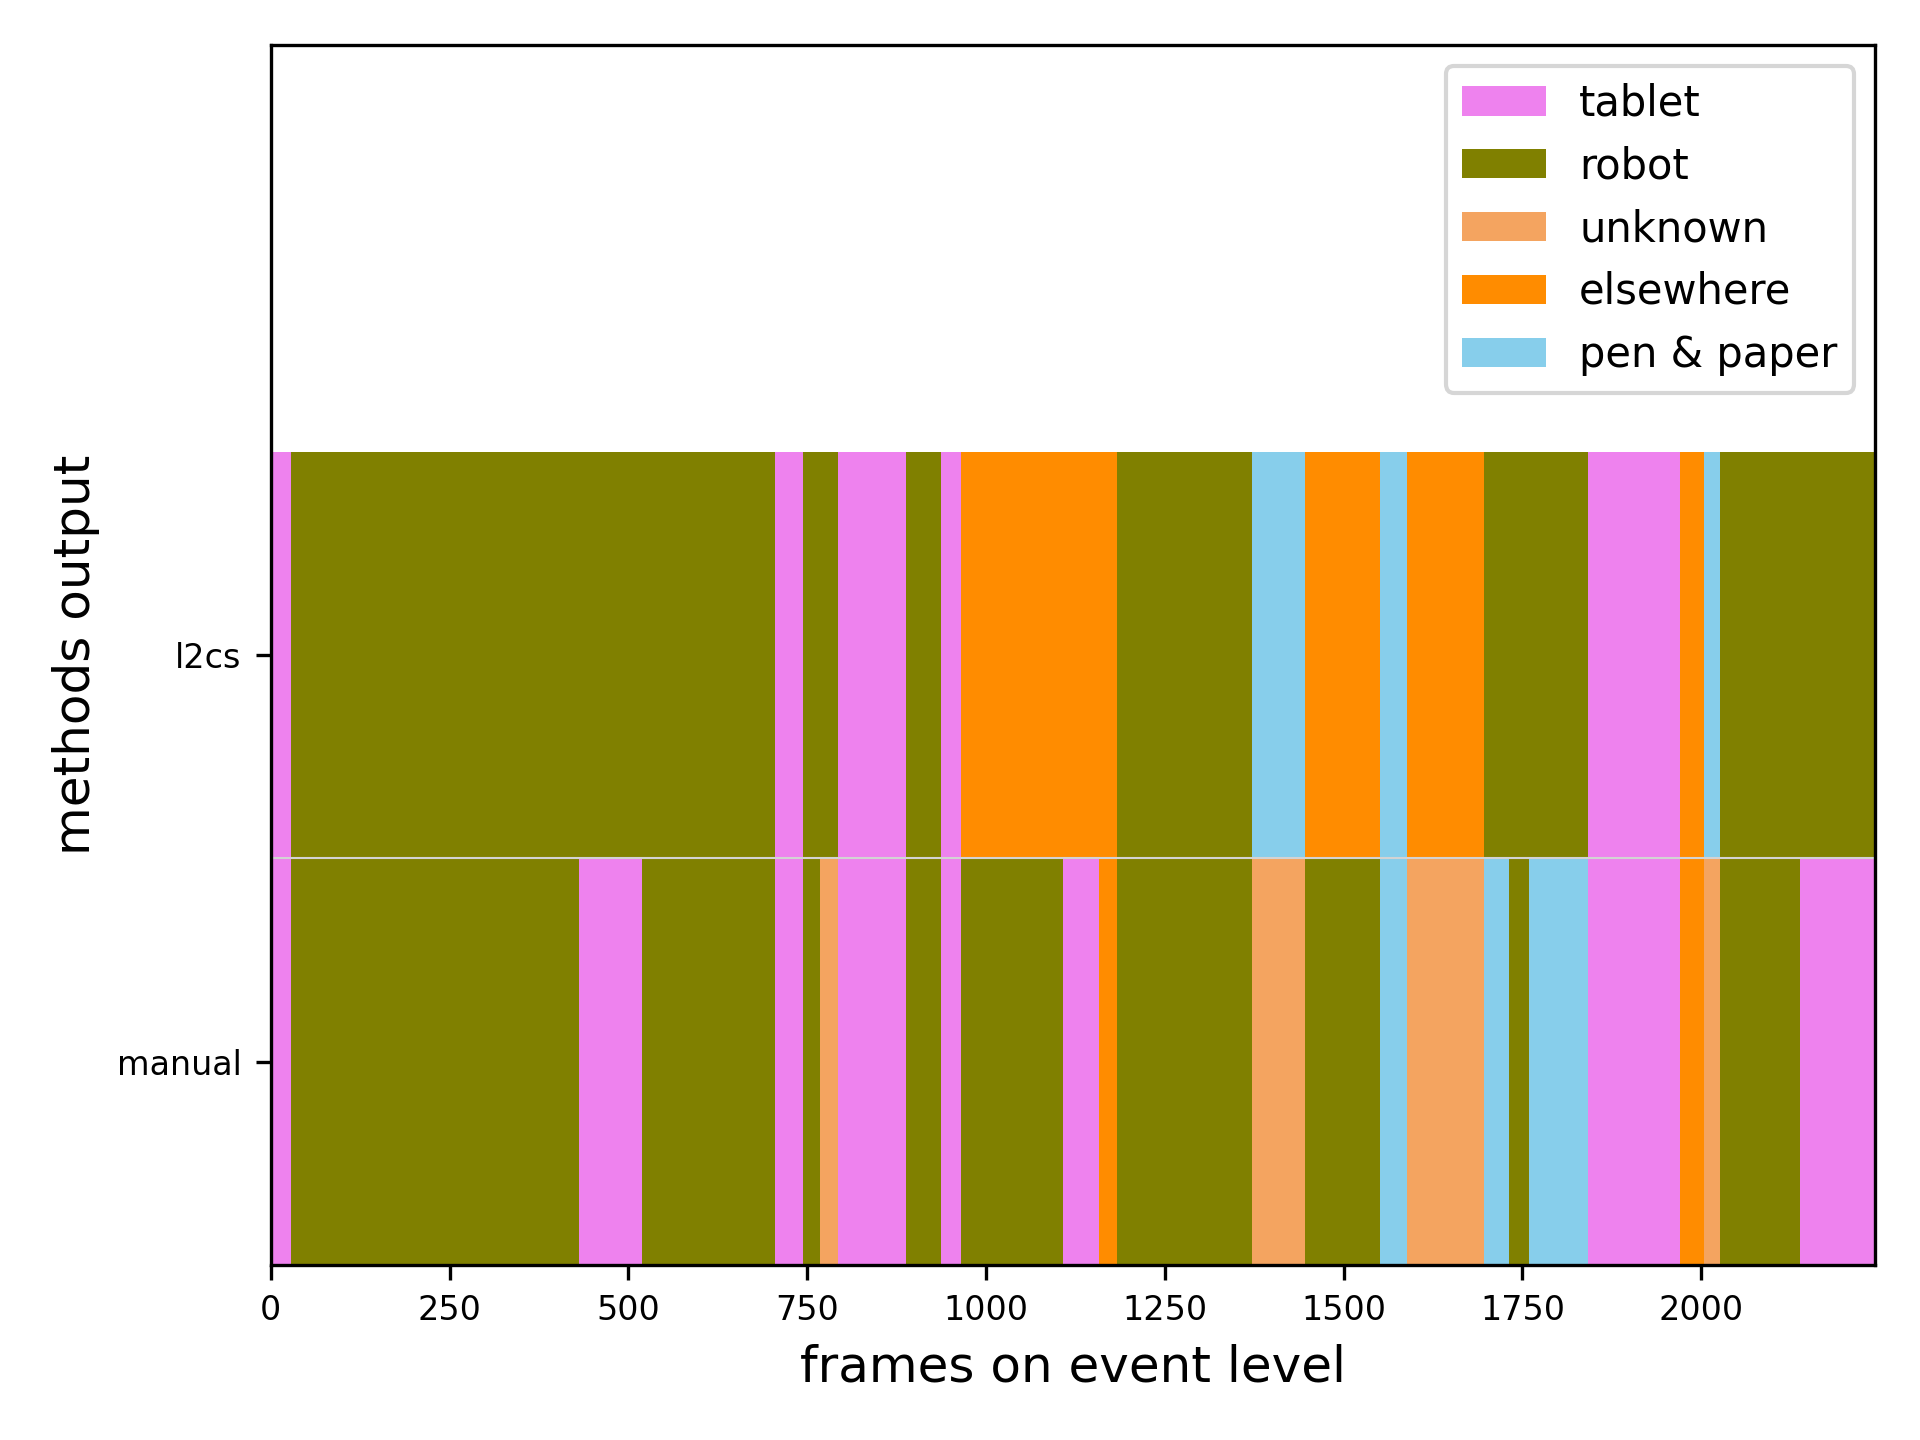 tablet
robot
unknown
elsewhere
pen & paper
methods output
l2cs
manual
0 250 500 750 1000 1250 1500 1750 2000
frames on event level